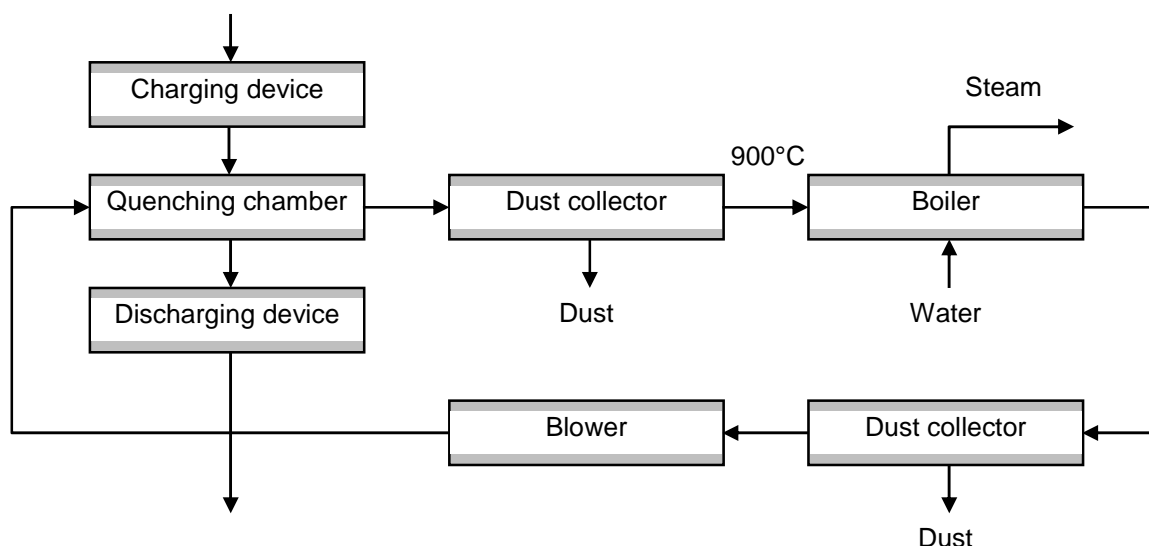 Charging device
Steam
900°C
Quenching chamber
Dust collector
Boiler
Discharging device
Dust
Water
Blower
Dust collector
Dust